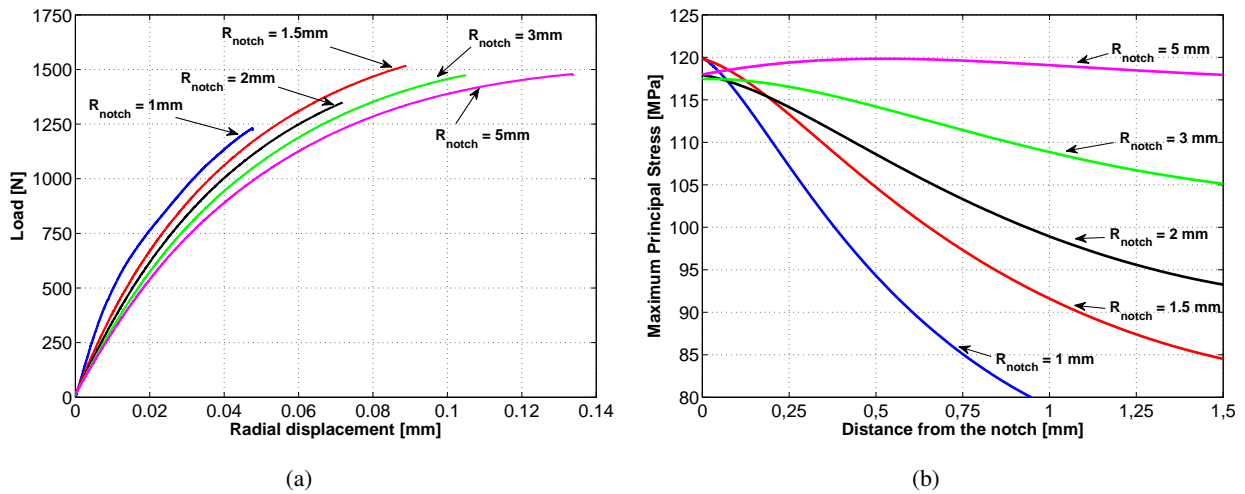 1750
1500
1250
1000
750
500
250
0
0
0.02
0.04
0.06
0.08
0.1
0.12
0.14
Load [N]
Radial displacement [mm]
R_notch = 1.5mm
R_notch = 3mm
R_notch = 2mm
R_notch = 1mm
R_notch = 5mm
(a)
125
120
115
110
105
100
95
90
85
80
0
0,25
0,5
0,75
1
1,25
1,5
Maximum Principal Stress [MPa]
Distance from the notch [mm]
R_notch = 5 mm
R_notch = 3 mm
R_notch = 2 mm
R_notch = 1.5 mm
R_notch = 1 mm
(b)